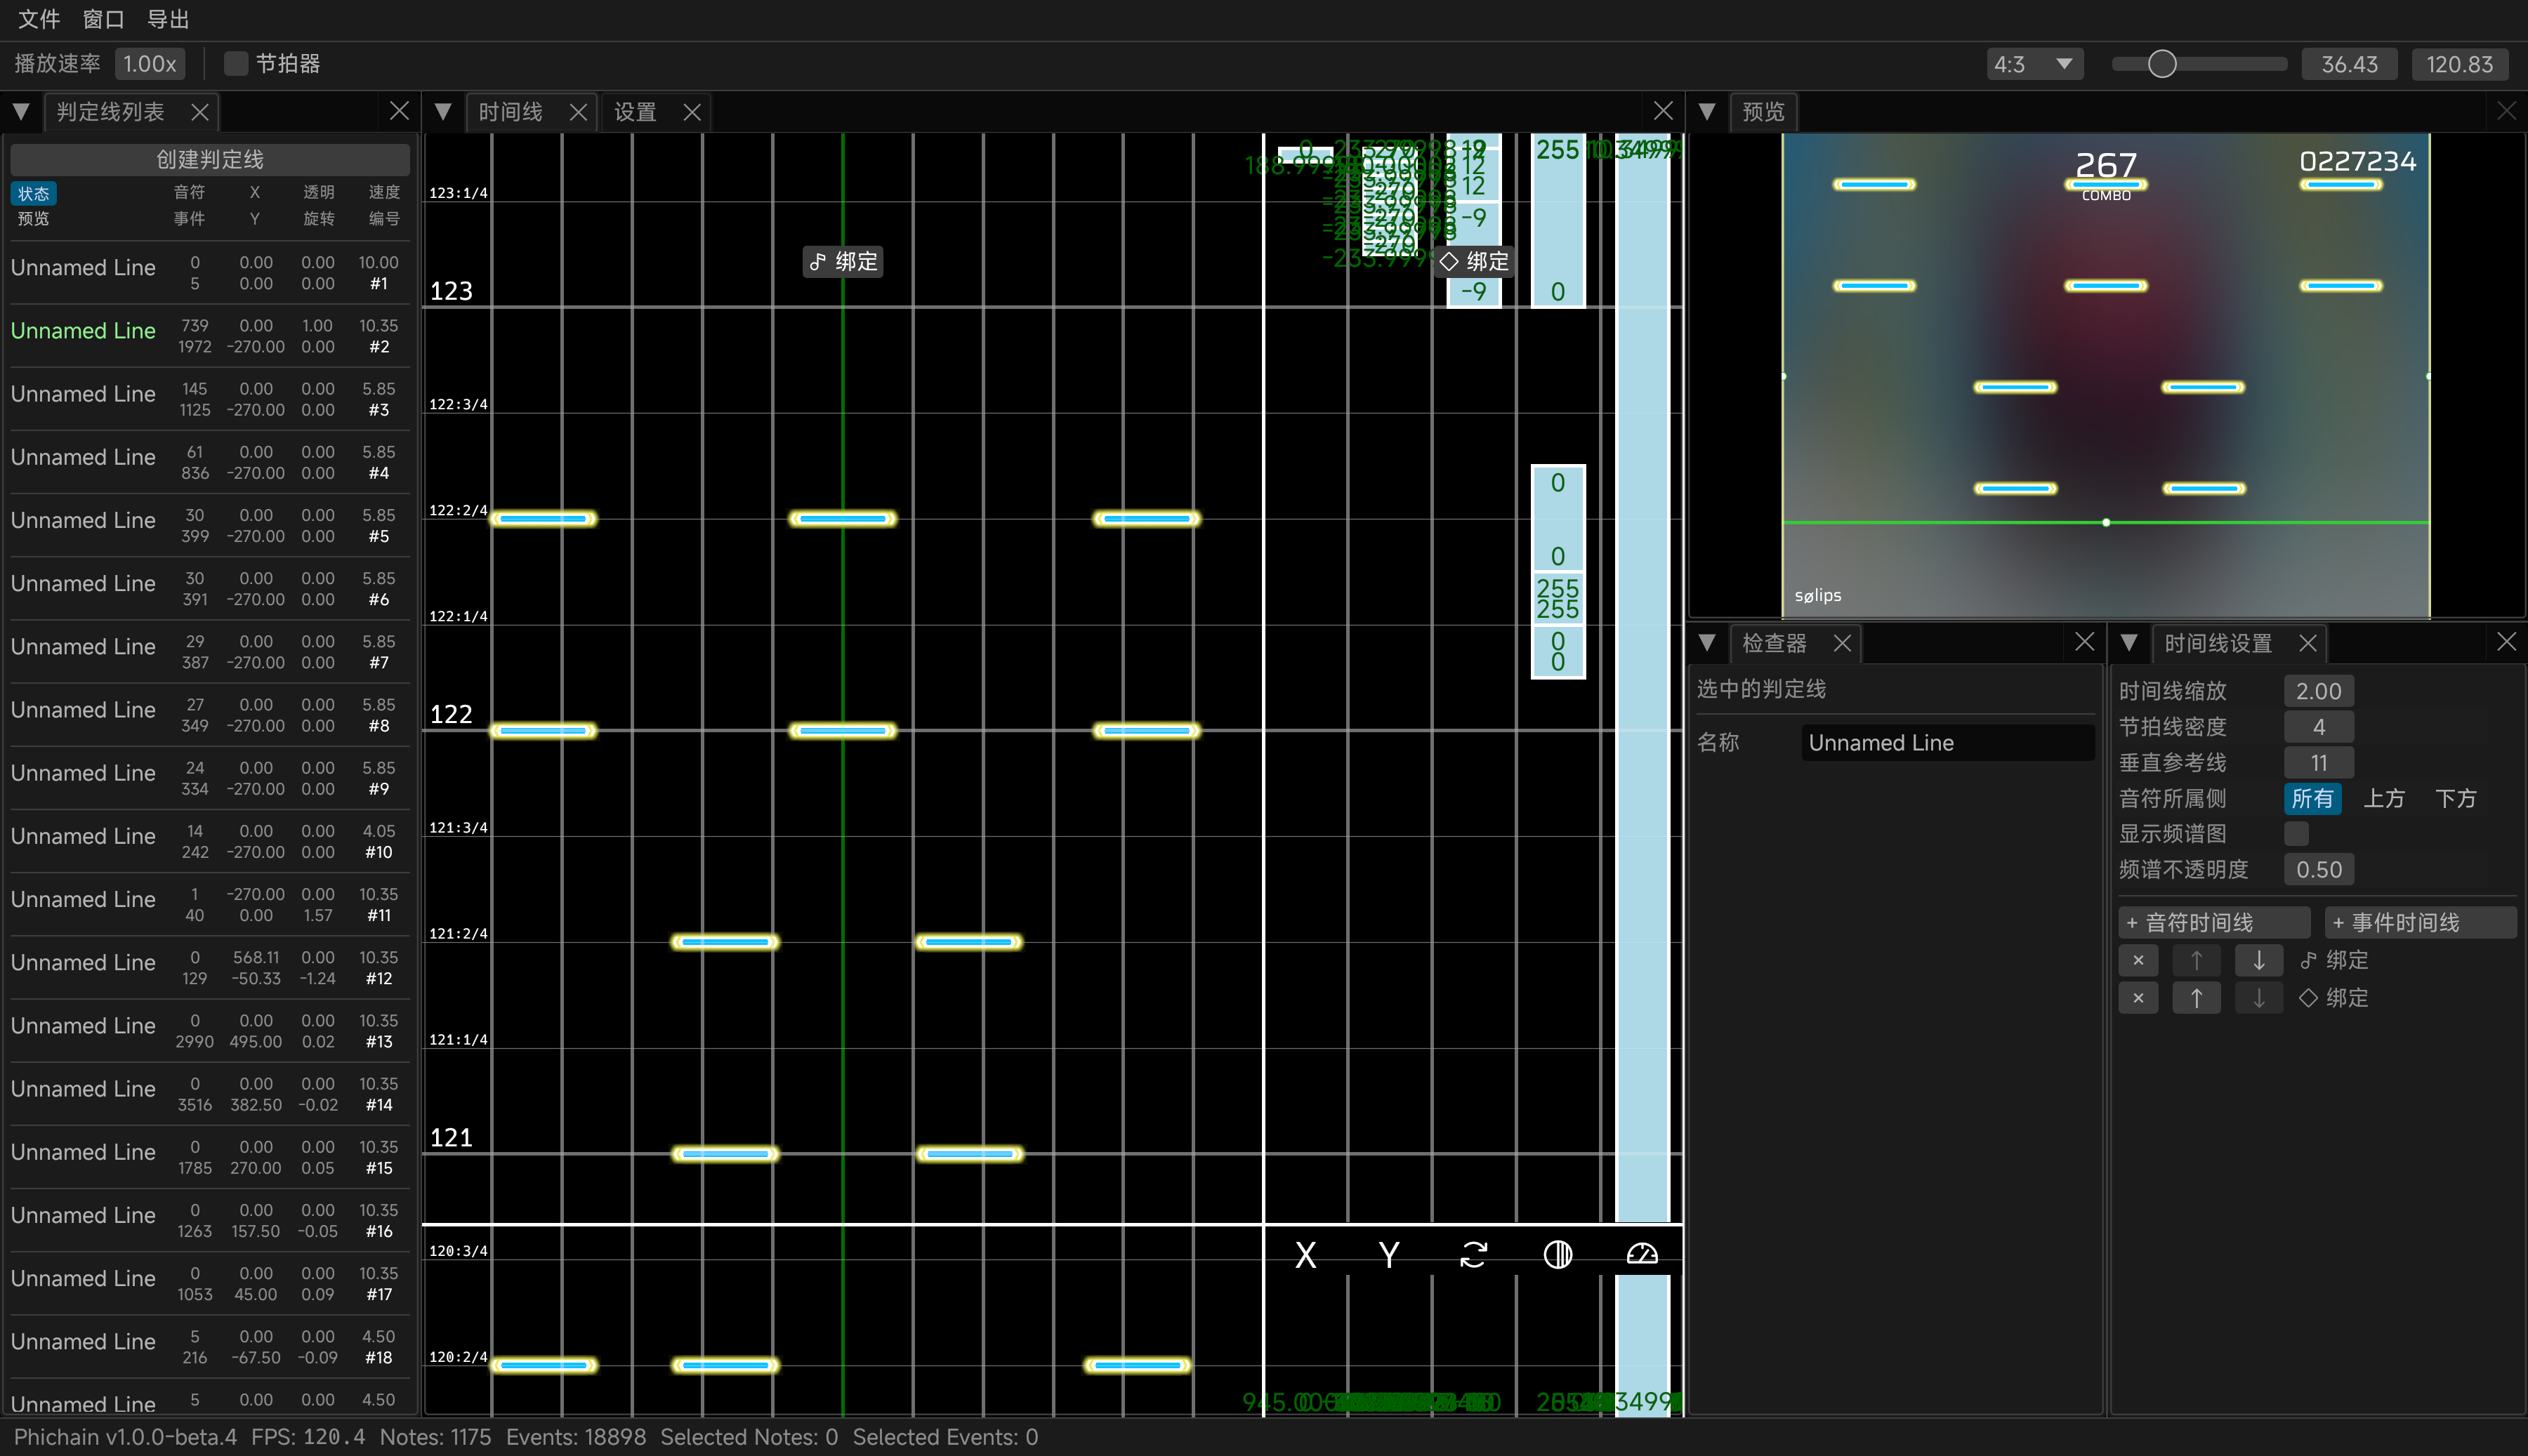 文件 窗口 导出
播放速率 1.00x 节拍器 4:3 36.43 120.83
判定线列表
创建判定线
状态 音符 X 透明 速度
预览 事件 Y 旋转 编号
Unnamed Line 0 0.00 0.00 10.00
5 0.00 0.00 #1
Unnamed Line 739 0.00 1.00 10.35
1972 -270.00 0.00 #2
Unnamed Line 145 0.00 0.00 5.85
1125 -270.00 0.00 #3
Unnamed Line 61 0.00 0.00 5.85
836 -270.00 0.00 #4
Unnamed Line 30 0.00 0.00 5.85
399 -270.00 0.00 #5
Unnamed Line 30 0.00 0.00 5.85
391 -270.00 0.00 #6
Unnamed Line 29 0.00 0.00 5.85
387 -270.00 0.00 #7
Unnamed Line 27 0.00 0.00 5.85
349 -270.00 0.00 #8
Unnamed Line 24 0.00 0.00 5.85
334 -270.00 0.00 #9
Unnamed Line 14 0.00 0.00 4.05
242 -270.00 0.00 #10
Unnamed Line 1 -270.00 0.00 10.35
40 0.00 1.57 #11
Unnamed Line 0 568.11 0.00 10.35
129 -50.33 -1.24 #12
Unnamed Line 0 0.00 0.00 10.35
2990 495.00 0.02 #13
Unnamed Line 0 0.00 0.00 10.35
3516 382.50 -0.02 #14
Unnamed Line 0 0.00 0.00 10.35
1785 270.00 0.05 #15
Unnamed Line 0 0.00 0.00 10.35
1263 157.50 -0.05 #16
Unnamed Line 0 0.00 0.00 10.35
1053 45.00 0.09 #17
Unnamed Line 5 0.00 0.00 4.50
216 -67.50 -0.09 #18
Unnamed Line 5 0.00 0.00 4.50
时间线 设置
255
12
12
123:1/4
-9
绑定 绑定
123 -9 0
122:3/4
0
122:2/4
0
255
255
122:1/4
0
0
122
121:3/4
121:2/4
121:1/4
121
120:3/4 X Y
120:2/4
预览
267
COMBO
0227234
sølips
检查器
选中的判定线
名称 Unnamed Line
时间线设置
时间线缩放 2.00
节拍线密度 4
垂直参考线 11
音符所属侧 所有 上方 下方
显示频谱图
频谱不透明度 0.50
+ 音符时间线 + 事件时间线
× ↑ ↓ 绑定
× ↑ ↓ 绑定
Phichain v1.0.0-beta.4 FPS: 120.4 Notes: 1175 Events: 18898 Selected Notes: 0 Selected Events: 0